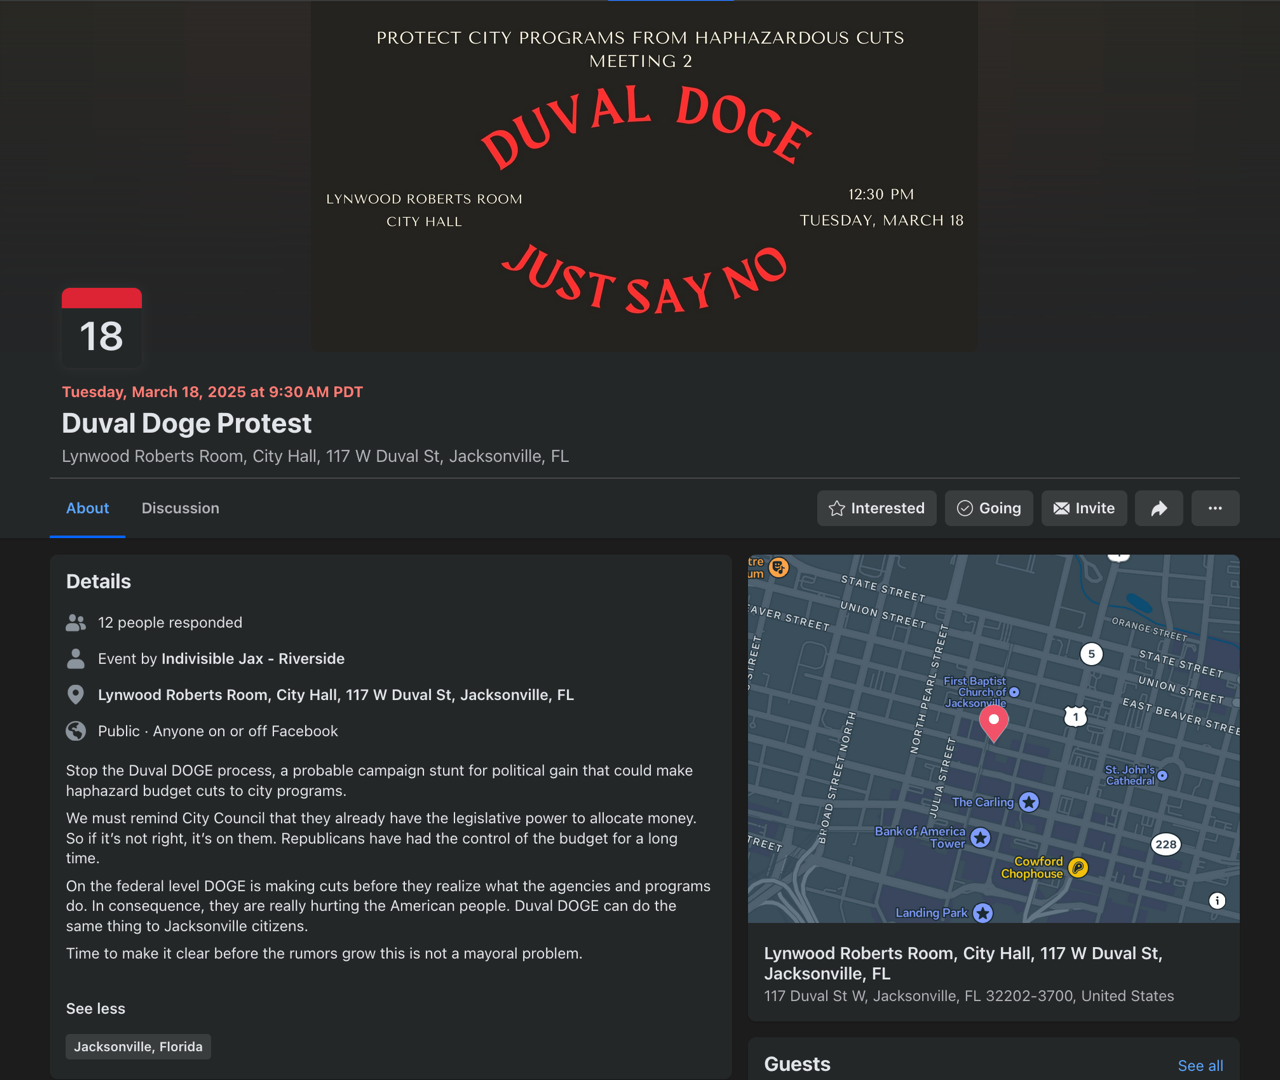 PROTECT CITY PROGRAMS FROM HAPHAZARDOUS CUTS
MEETING 2
DUVAL DOGE
LYNWOOD ROBERTS ROOM
CITY HALL
12:30 PM
TUESDAY, MARCH 18
JUST SAY NO
18
Tuesday, March 18, 2025 at 9:30 AM PDT
Duval Doge Protest
Lynwood Roberts Room, City Hall, 117 W Duval St, Jacksonville, FL
About
Discussion
Interested
Going
Invite
Details
12 people responded
Event by Indivisible Jax - Riverside
Lynwood Roberts Room, City Hall, 117 W Duval St, Jacksonville, FL
Public · Anyone on or off Facebook
Stop the Duval DOGE process, a probable campaign stunt for political gain that could make
haphazard budget cuts to city programs.
We must remind City Council that they already have the legislative power to allocate money.
So if it’s not right, it’s on them. Republicans have had the control of the budget for a long
time.
On the federal level DOGE is making cuts before they realize what the agencies and programs
do. In consequence, they are really hurting the American people. Duval DOGE can do the
same thing to Jacksonville citizens.
Time to make it clear before the rumors grow this is not a mayoral problem.
See less
Jacksonville, Florida
tre
um
STATE STREET
UNION STREET
AVER STREET
ORANGE STREET
5
STATE STREET
UNION STREET
EAST BEAVER STREE
STREET
NORTH PEARL STREET
First Baptist
Church of
Jacksonville
1
BROAD STREET NORTH
JULIA STREET
St. John's
Cathedral
The Carling
Bank of America
Tower
TREET
228
Cowford
Chophouse
Landing Park
Lynwood Roberts Room, City Hall, 117 W Duval St,
Jacksonville, FL
117 Duval St W, Jacksonville, FL 32202-3700, United States
Guests
See all